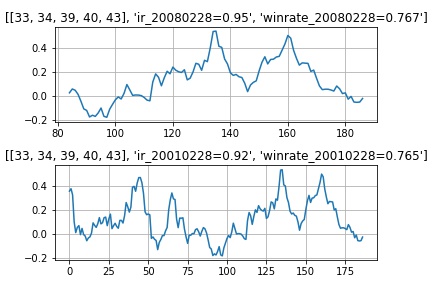 [[33, 34, 39, 40, 43], 'ir_20080228=0.95', 'winrate_20080228=0.767']
0.4
0.2
0.0
−0.2
80 100 120 140 160 180
[[33, 34, 39, 40, 43], 'ir_20010228=0.92', 'winrate_20010228=0.765']
0.4
0.2
0.0
−0.2
0 25 50 75 100 125 150 175